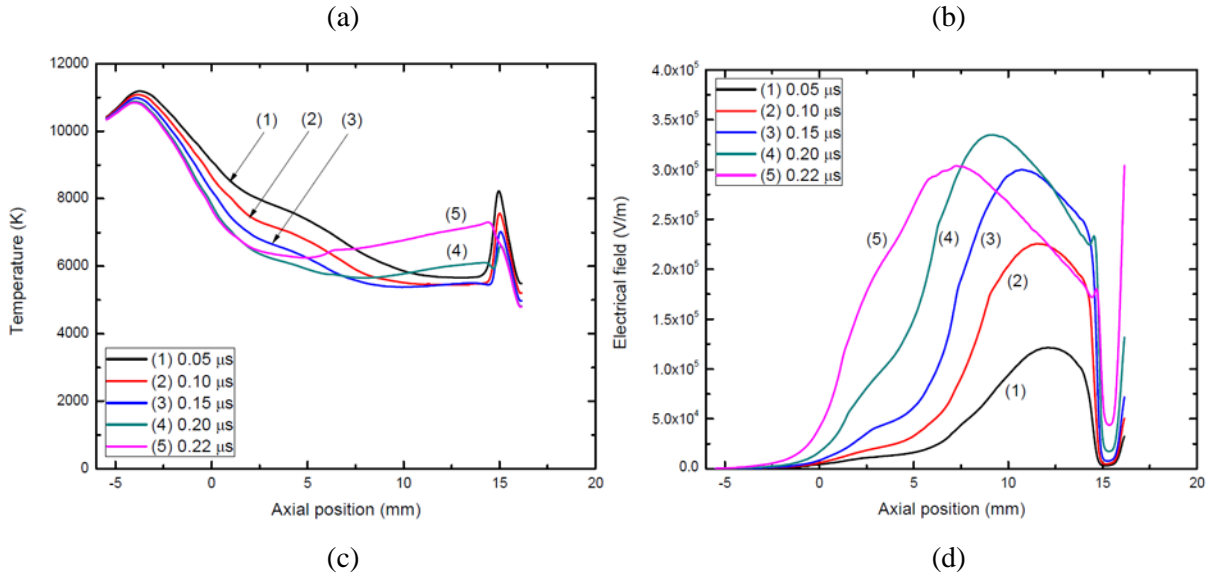 (a)
(b)
12000
10000
8000
6000
4000
2000
0
Temperature (K)
(1)
(2)
(3)
(5)
(4)
(1) 0.05 μs
(2) 0.10 μs
(3) 0.15 μs
(4) 0.20 μs
(5) 0.22 μs
-5 0 5 10 15 20
Axial position (mm)
4.0x10⁵
3.5x10⁵
3.0x10⁵
2.5x10⁵
2.0x10⁵
1.5x10⁵
1.0x10⁵
5.0x10⁴
0.0
Electrical field (V/m)
(1) 0.05 μs
(2) 0.10 μs
(3) 0.15 μs
(4) 0.20 μs
(5) 0.22 μs
(5)
(4)
(3)
(2)
(1)
-5 0 5 10 15 20
Axial position (mm)
(c)
(d)